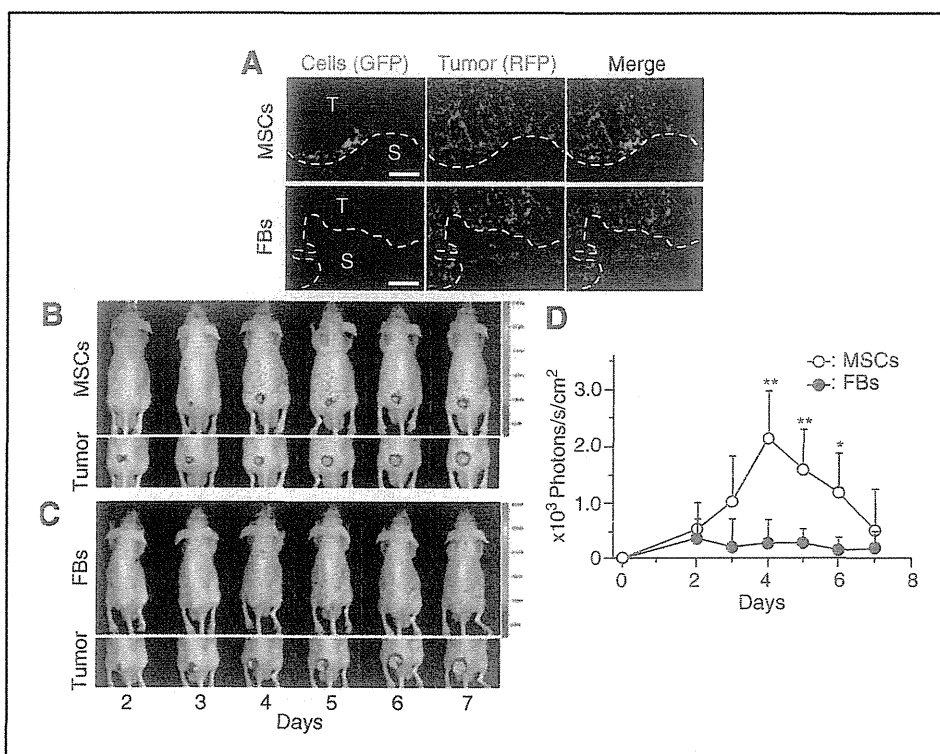 A
Cells (GFP) Tumor (RFP) Merge
MSCs
T
S
FBs
T
S
B
MSCs
Tumor
C
FBs
Tumor
2 3 4 5 6 7
Days
D
○: MSCs
●: FBs
x10³ Photons/s/cm²
3.0
2.0
1.0
0
** ** *
0 2 4 6 8
Days